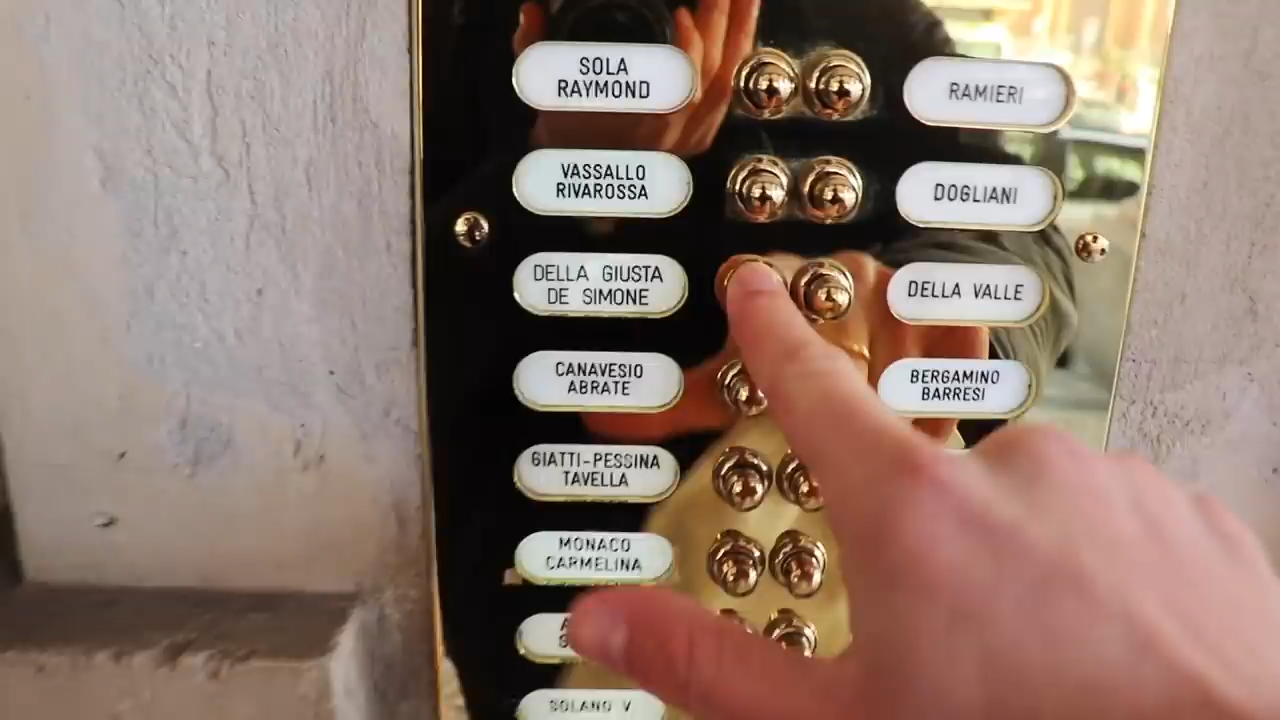 SOLA
RAYMOND
RAMIERI
VASSALLO
RIVAROSSA
DOGLIANI
DELLA GIUSTA
DE SIMONE
DELLA VALLE
CANAVESIO
ABRATE
BERGAMINO
BARRESI
GIATTI-PESSINA
TAVELLA
MONACO
CARMELINA
SOLANO V